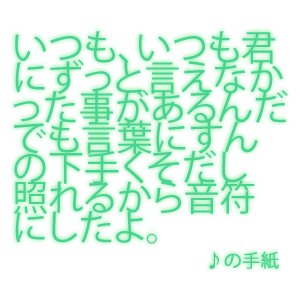 いつも、いつも君
にずっと言えなか
った事があるんだ
でも言葉にすん
の下手くそだし
照れるから音符
にしたよ。
♪の手紙